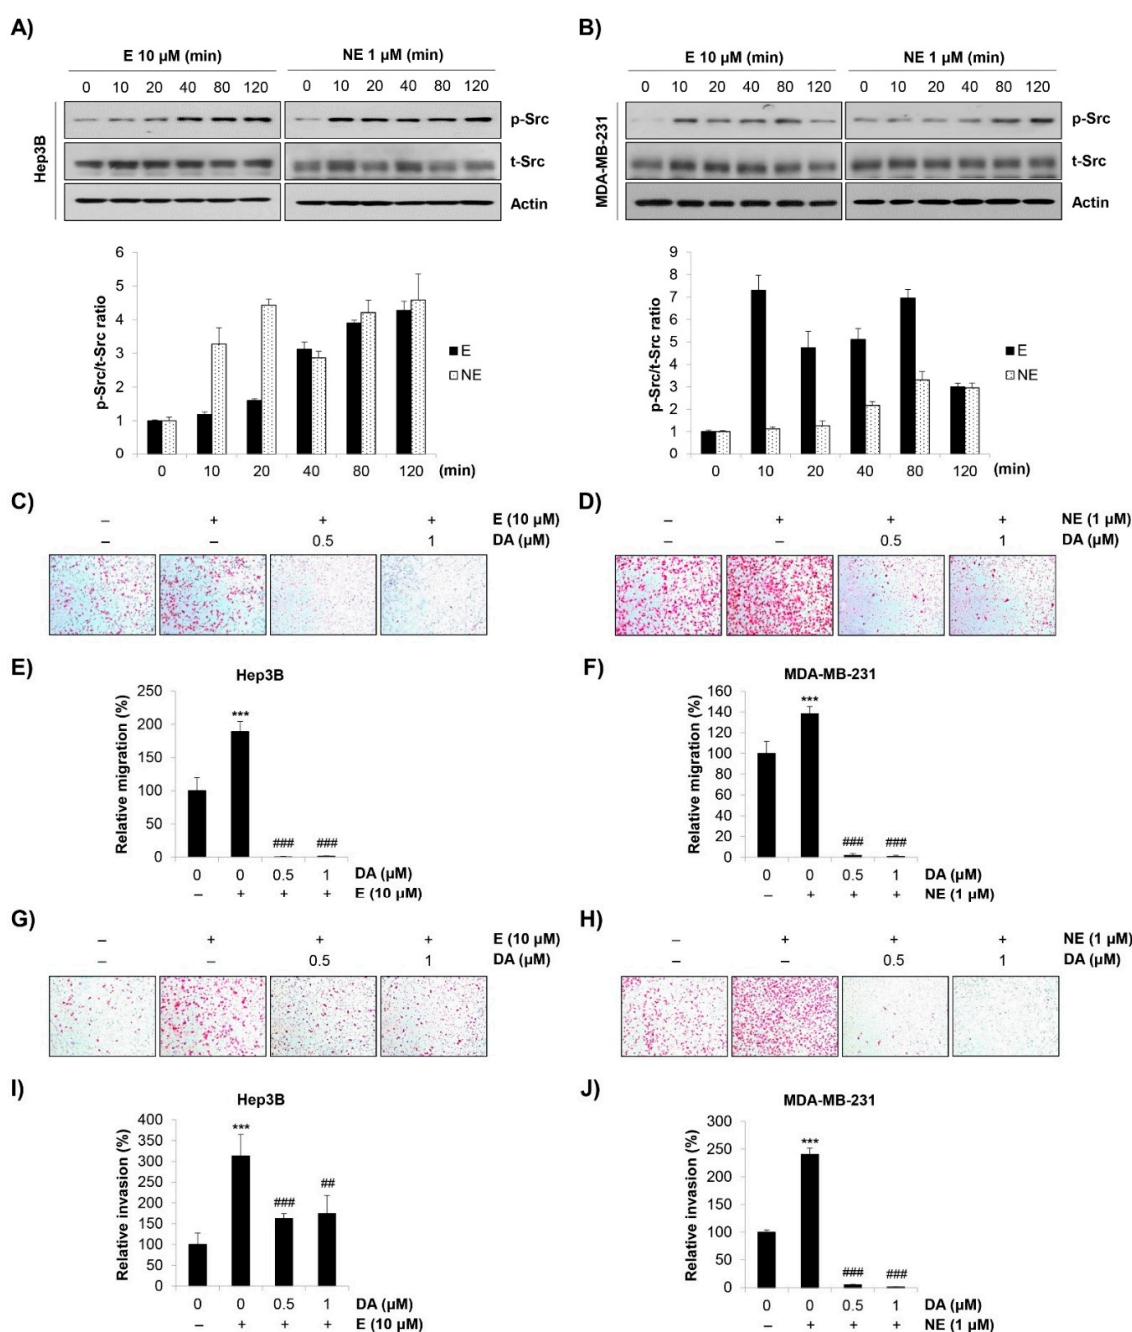 A)
E 10 µM (min) NE 1 µM (min)
0 10 20 40 80 120 0 10 20 40 80 120
Hep3B
p-Src
t-Src
Actin
6
5
4
3
2
1
0
p-Src/t-Src ratio
E
NE
0 10 20 40 80 120 (min)
B)
E 10 µM (min) NE 1 µM (min)
0 10 20 40 80 120 0 10 20 40 80 120
MDA-MB-231
p-Src
t-Src
Actin
9
8
7
6
5
4
3
2
1
0
p-Src/t-Src ratio
E
NE
0 10 20 40 80 120 (min)
C)
– + + + E (10 µM)
– – 0.5 1 DA (µM)
D)
– + + + NE (1 µM)
– – 0.5 1 DA (µM)
E)
Hep3B
250
200
150
100
50
0
Relative migration (%)
***
### ###
0 0 0.5 1 DA (µM)
– + + + E (10 µM)
F)
MDA-MB-231
160
140
120
100
80
60
40
20
0
Relative migration (%)
***
### ###
0 0 0.5 1 DA (µM)
– + + + NE (1 µM)
G)
– + + + E (10 µM)
– – 0.5 1 DA (µM)
H)
– + + + NE (1 µM)
– – 0.5 1 DA (µM)
I)
Hep3B
400
350
300
250
200
150
100
50
0
Relative invasion (%)
***
### ##
0 0 0.5 1 DA (µM)
– + + + E (10 µM)
J)
MDA-MB-231
300
250
200
150
100
50
0
Relative invasion (%)
***
### ###
0 0 0.5 1 DA (µM)
– + + + NE (1 µM)